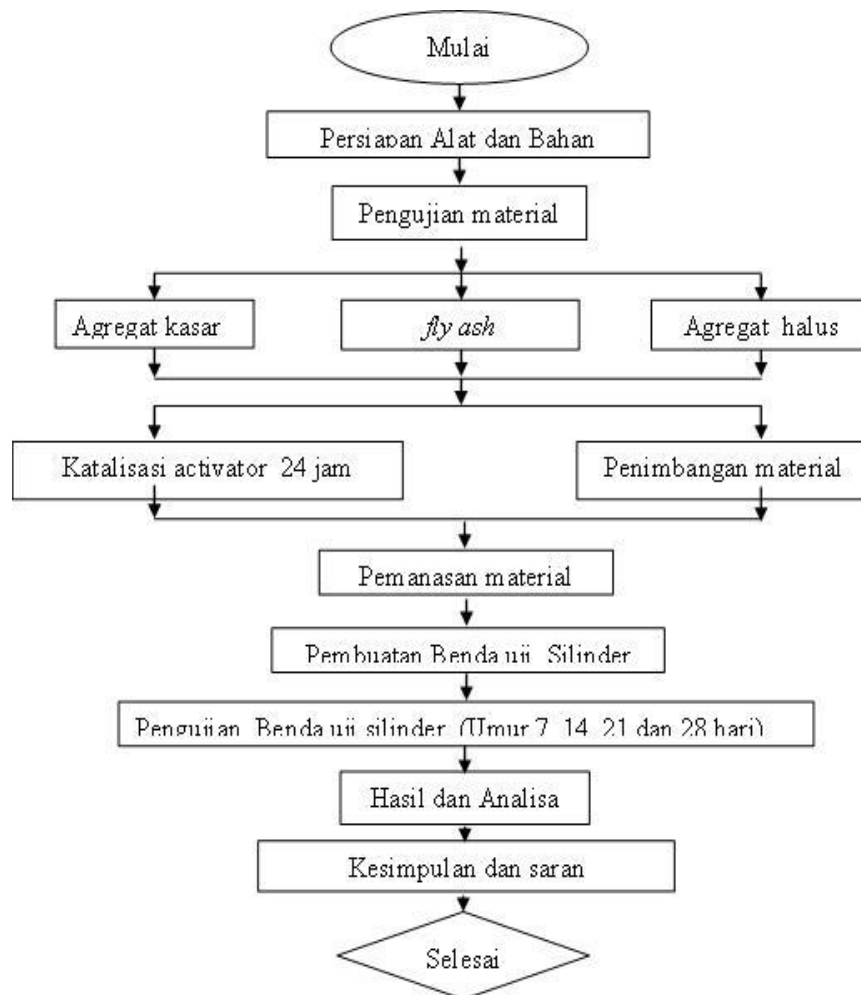 Mulai
Persiapan Alat dan Bahan
Pengujian material
Agregat kasar
fly ash
Agregat halus
Katalisasi activator 24 jam
Penimbangan material
Pemanasan material
Pembuatan Benda uji Silinder
Pengujian Benda uji silinder (Umur 7, 14, 21 dan 28 hari)
Hasil dan Analisa
Kesimpulan dan saran
Selesai